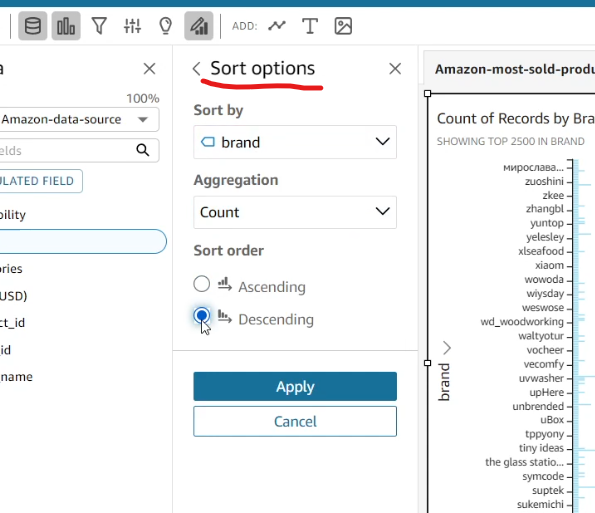 ADD:
a
100%
Amazon-data-source
elds
ULATED FIELD
bility
ries
USD)
ct_id
id
name
Sort options
Sort by
brand
Aggregation
Count
Sort order
Ascending
Descending
Apply
Cancel
Amazon-most-sold-produ
Count of Records by Bra
SHOWING TOP 2500 IN BRAND
brand
мирослава...
zuoshini
zkee
zhangbl
yuntop
yelesley
xlseafood
xiaom
wowoda
wiysday
weswose
wd_woodworking
waltyotur
vocheer
vecomfy
uvwasher
upHere
unbrended
uBox
tppyony
tiny ideas
the glass statio...
symcode
suptek
sukemichi